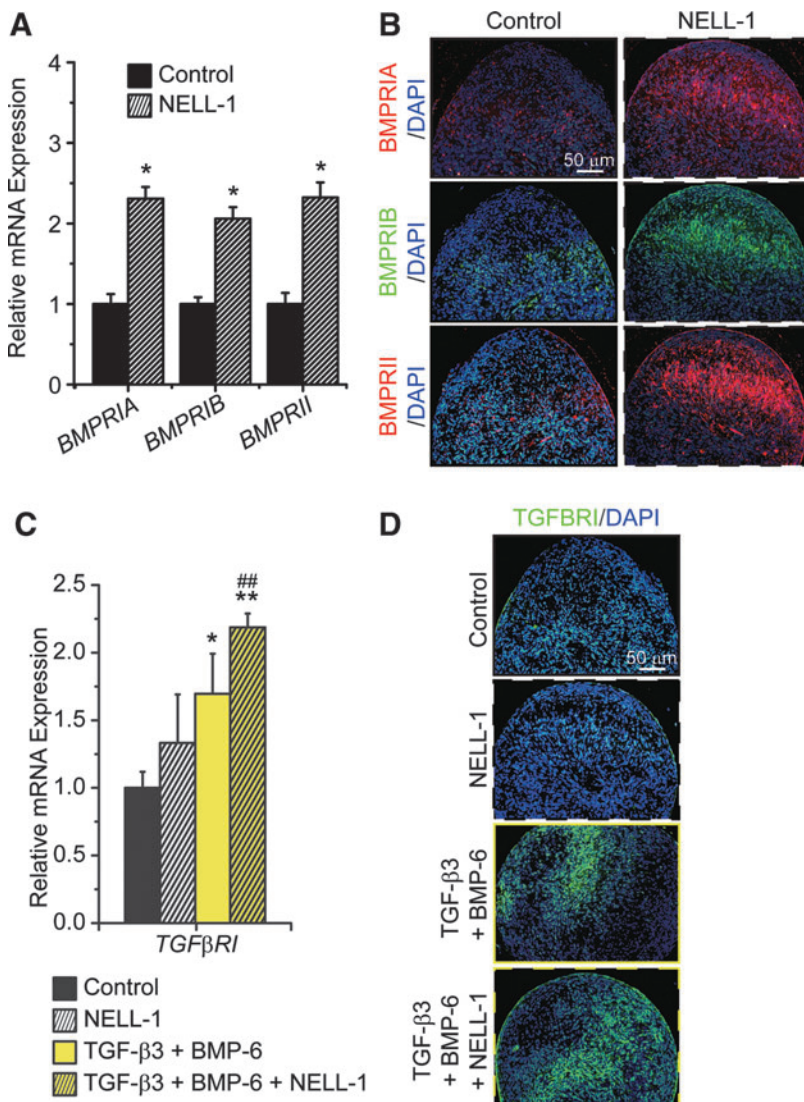 A
Control
NELL-1
Relative mRNA Expression
4
3
2
1
0
*
*
*
BMPRIA
BMPRIB
BMPRII
B
Control
NELL-1
BMPRIA
/DAPI
50 μm
BMPRIB
/DAPI
BMPRII
/DAPI
C
Relative mRNA Expression
2.5
2.0
1.5
1.0
0.5
0.0
*
##
**
TGFβRI
Control
NELL-1
TGF-β3 + BMP-6
TGF-β3 + BMP-6 + NELL-1
D
TGFBRI/DAPI
Control
50 μm
NELL-1
TGF-β3
+ BMP-6
TGF-β3
+ BMP-6
+ NELL-1